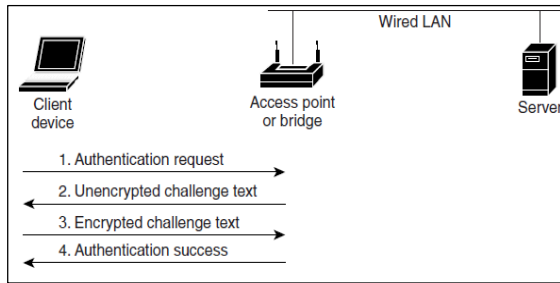 Wired LAN
Client
device
Access point
or bridge
Server
1. Authentication request
2. Unencrypted challenge text
3. Encrypted challenge text
4. Authentication success